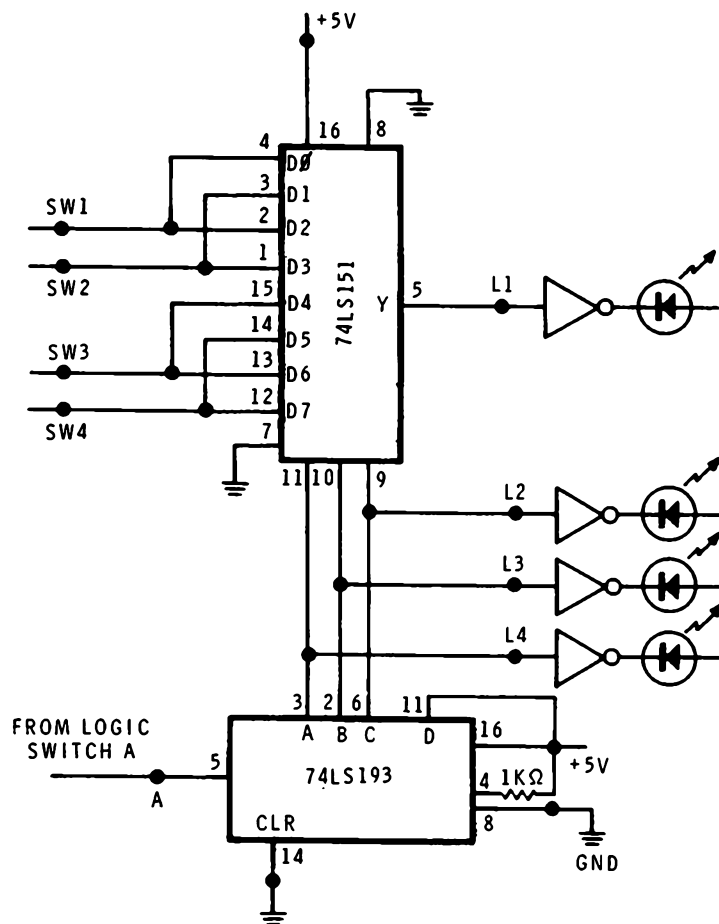 +5V
16
8
4
DØ
3
D1
SW1
2
D2
1
D3
SW2
15
D4
14
D5
SW3
13
D6
12
D7
SW4
7
74LS151
Y
5
L1
11
10
9
L2
L3
L4
3
2
6
11
A
B
C
D
16
FROM LOGIC
SWITCH A
A
5
74LS193
4
1KΩ
+5V
8
GND
CLR
14